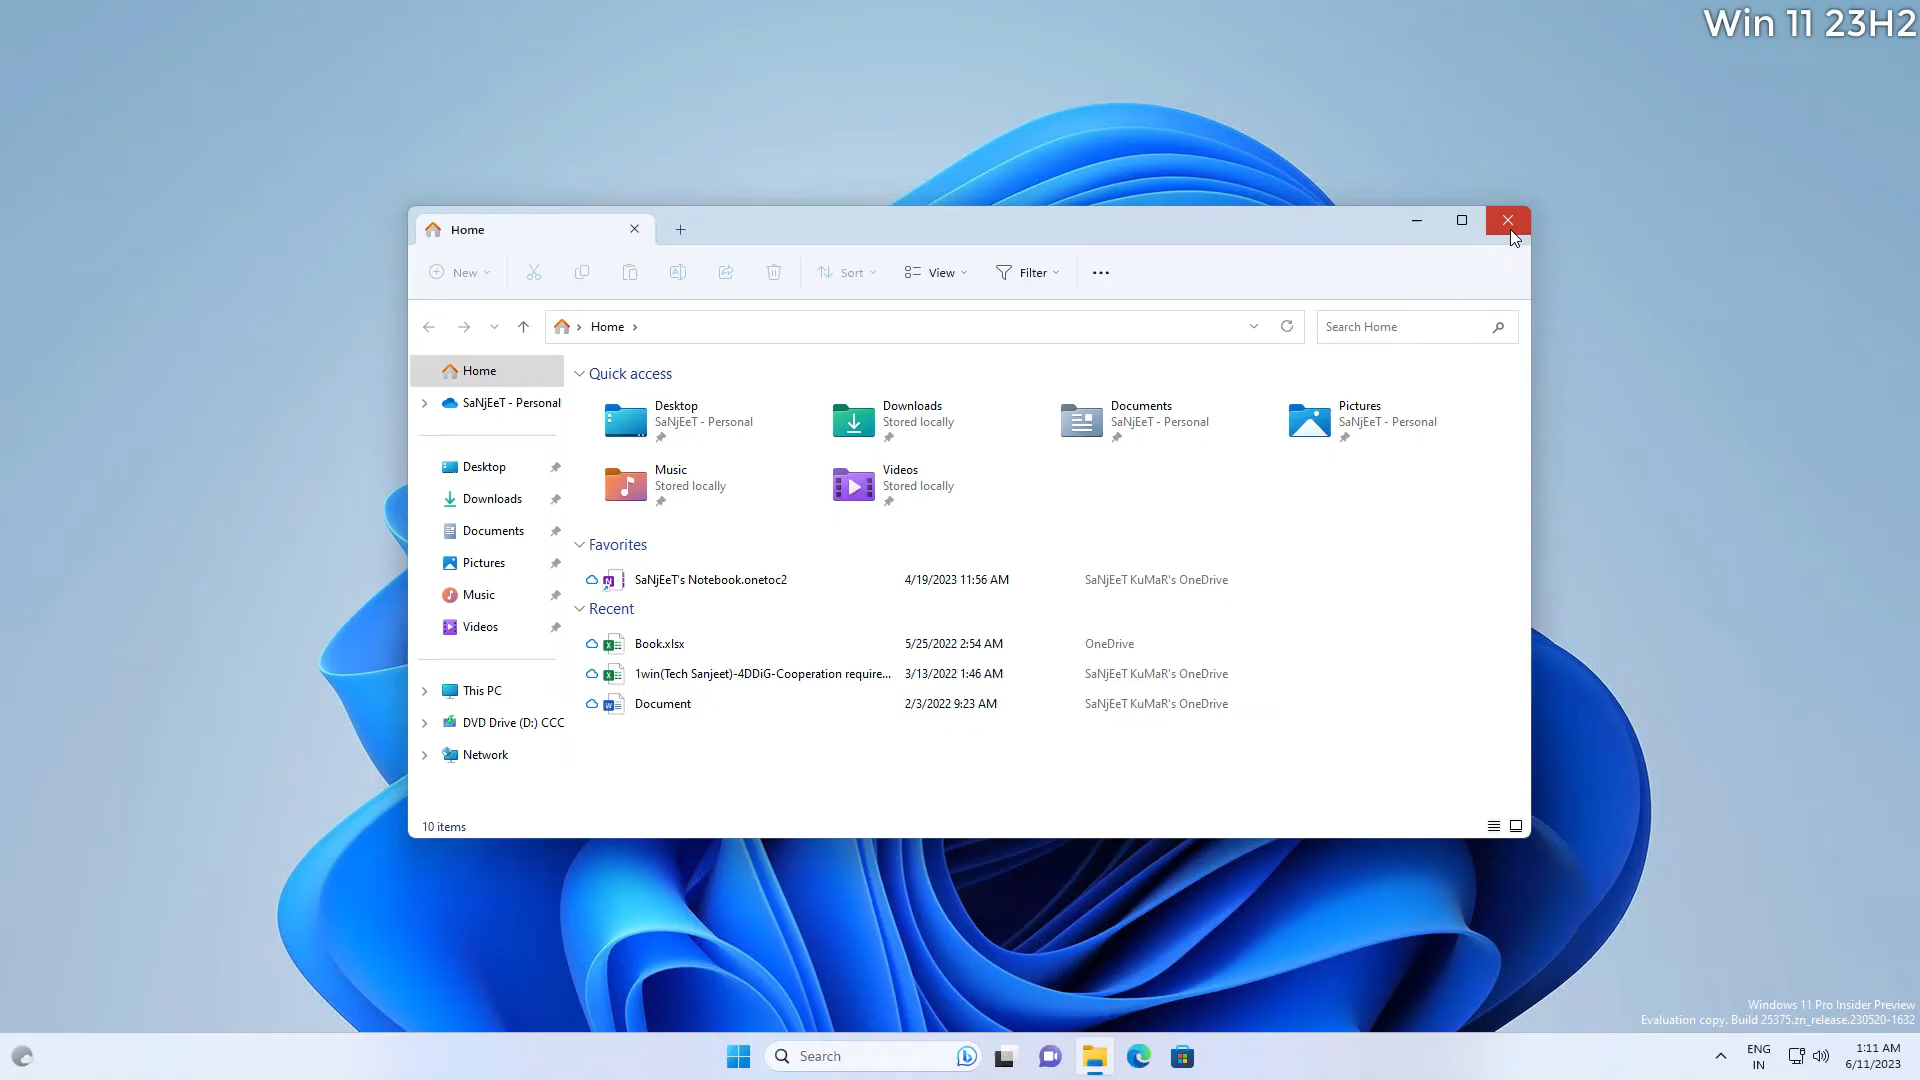 Win 11 23H2
Home
New
Sort
View
Filter
Home
Search Home
Home
SaNjEeT - Personal
Desktop
Downloads
Documents
Pictures
Music
Videos
This PC
DVD Drive (D:) CCC
Network
Quick access
Desktop
SaNjEeT - Personal
Downloads
Stored locally
Documents
SaNjEeT - Personal
Pictures
SaNjEeT - Personal
Music
Stored locally
Videos
Stored locally
Favorites
SaNjEeT's Notebook.onetoc2 4/19/2023 11:56 AM SaNjEeT KuMaR's OneDrive
Recent
Book.xlsx 5/25/2022 2:54 AM OneDrive
1win(Tech Sanjeet)-4DDiG-Cooperation require... 3/13/2022 1:46 AM SaNjEeT KuMaR's OneDrive
Document 2/3/2022 9:23 AM SaNjEeT KuMaR's OneDrive
10 items
Windows 11 Pro Insider Preview
Evaluation copy. Build 25375.zn_release.230520-1632
Search
ENG
IN
1:11 AM
6/11/2023